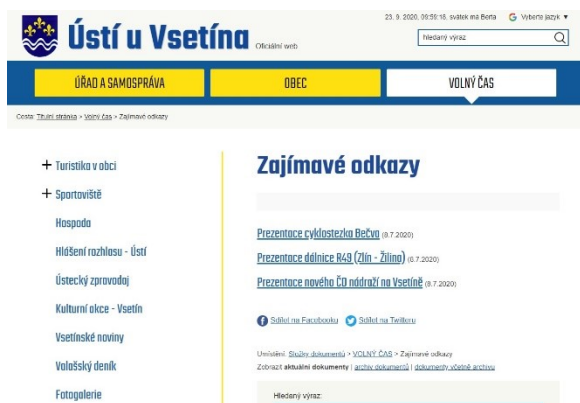 23. 9. 2020, 09:59:18, svátek má Berta
Vyberte jazyk ▼
Ústí u Vsetína Oficiální web
hledaný výraz
ÚŘAD A SAMOSPRÁVA
OBEC
VOLNÝ ČAS
Cesta: Titulní stránka > Volný čas > Zajímavé odkazy
+ Turistika v obci
+ Sportoviště
Hospoda
Hlášení rozhlasu - Ústí
Ústecký zpravodaj
Kulturní akce - Vsetín
Vsetínské noviny
Valašský deník
Fotogalerie
Zajímavé odkazy
Prezentace cyklostezka Bečva (8.7.2020)
Prezentace dálnice R49 (Zlín - Žilina) (8.7.2020)
Prezentace nového ČD nádraží na Vsetíně (8.7.2020)
Sdílet na Facebooku Sdílet na Twitteru
Umístění: Složky dokumentů > VOLNÝ ČAS > Zajímavé odkazy
Zobrazit aktuální dokumenty | archiv dokumentů | dokumenty včetně archivu
Hledaný výraz: